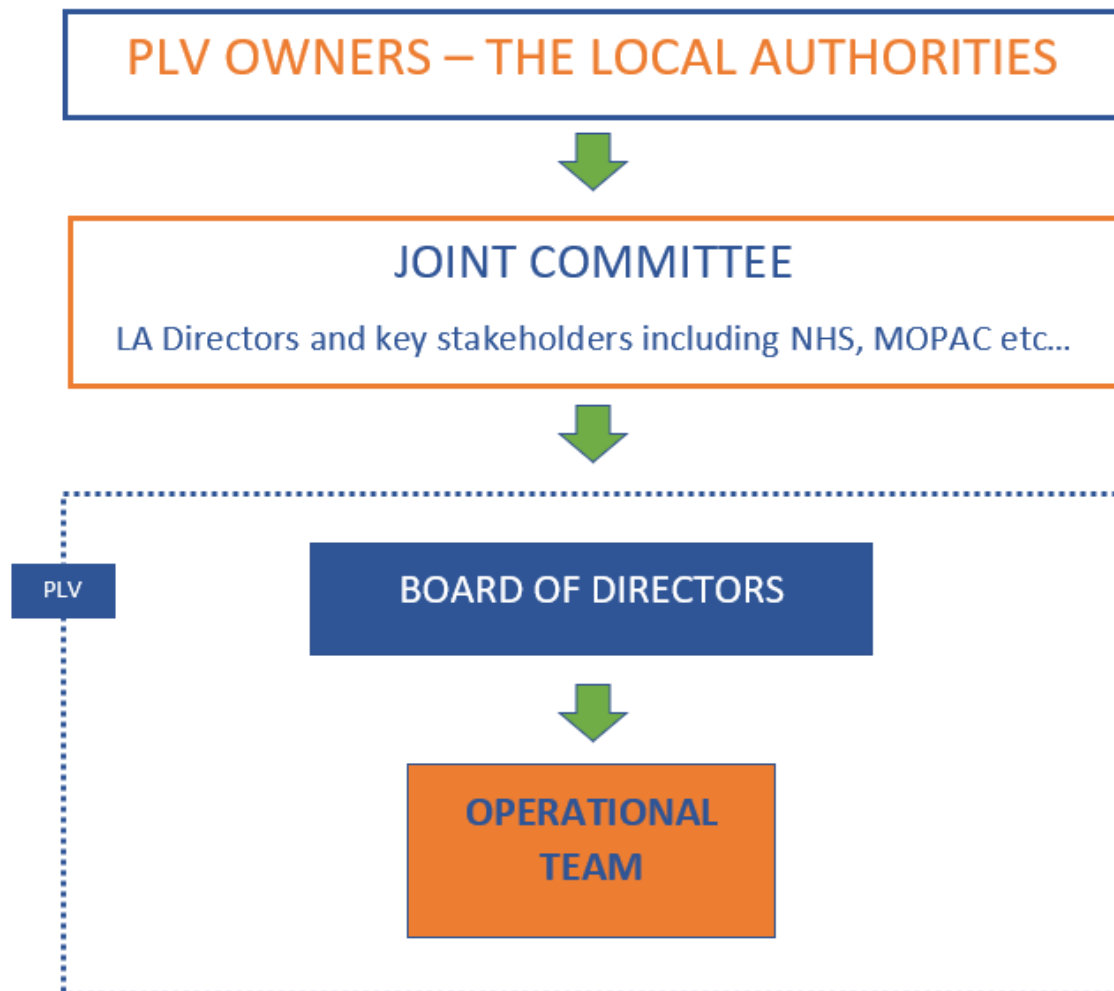 PLV OWNERS – THE LOCAL AUTHORITIES
JOINT COMMITTEE
LA Directors and key stakeholders including NHS, MOPAC etc…
PLV
BOARD OF DIRECTORS
OPERATIONAL
TEAM